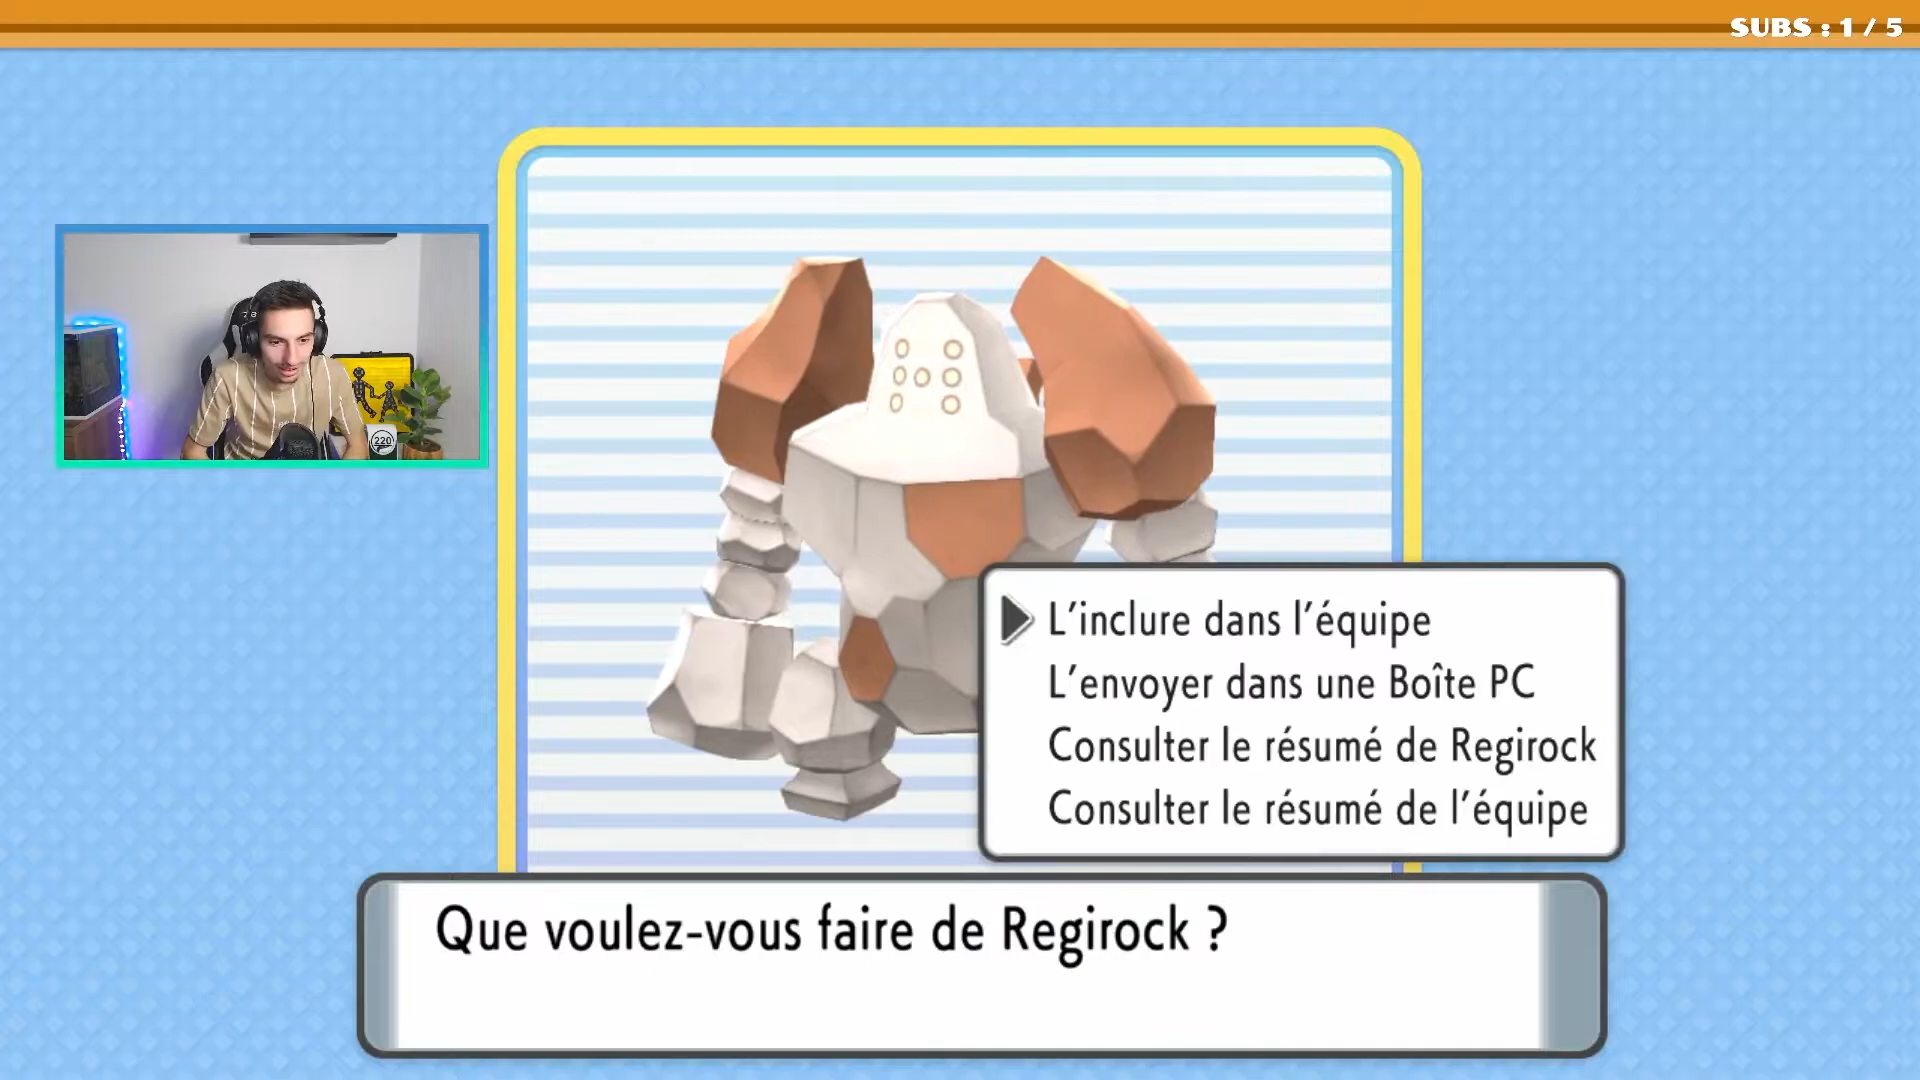 SUBS : 1 / 5
220
L'inclure dans l'équipe
L'envoyer dans une Boîte PC
Consulter le résumé de Regirock
Consulter le résumé de l'équipe
Que voulez-vous faire de Regirock ?